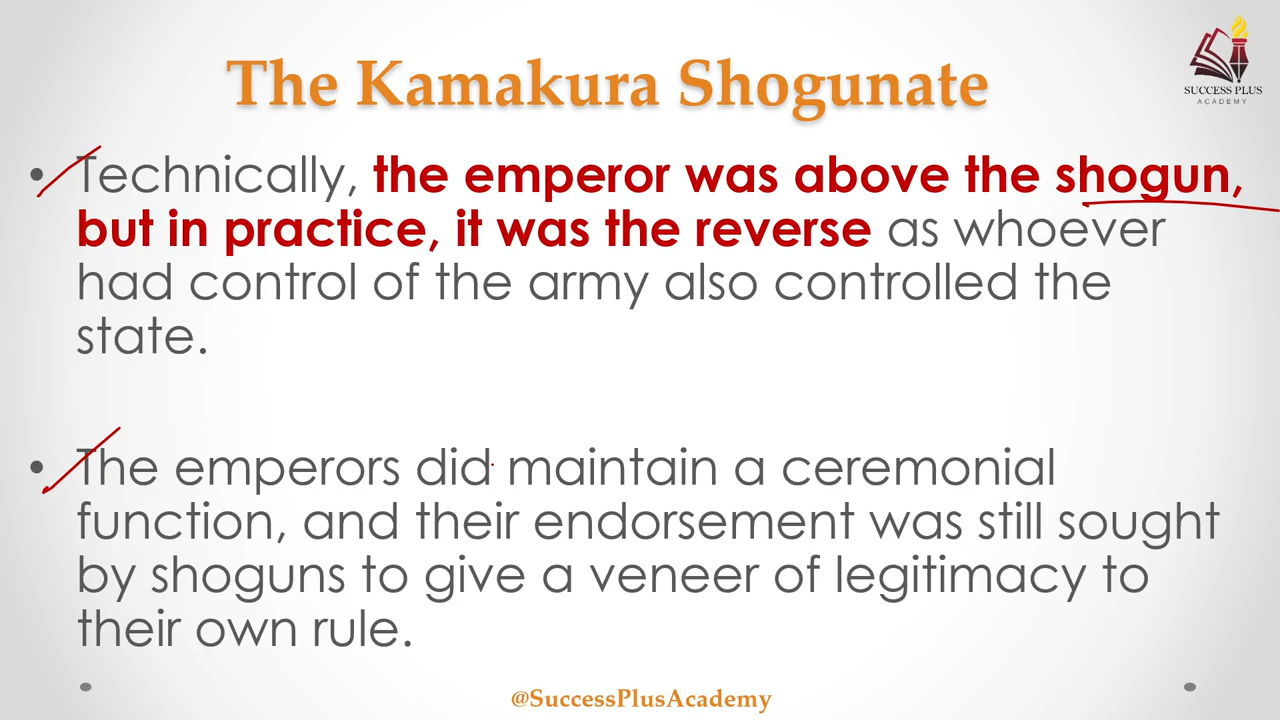 The Kamakura Shogunate
SUCCESS PLUS
ACADEMY
• Technically, the emperor was above the shogun,
but in practice, it was the reverse as whoever
had control of the army also controlled the
state.
• The emperors did maintain a ceremonial
function, and their endorsement was still sought
by shoguns to give a veneer of legitimacy to
their own rule.
@SuccessPlusAcademy